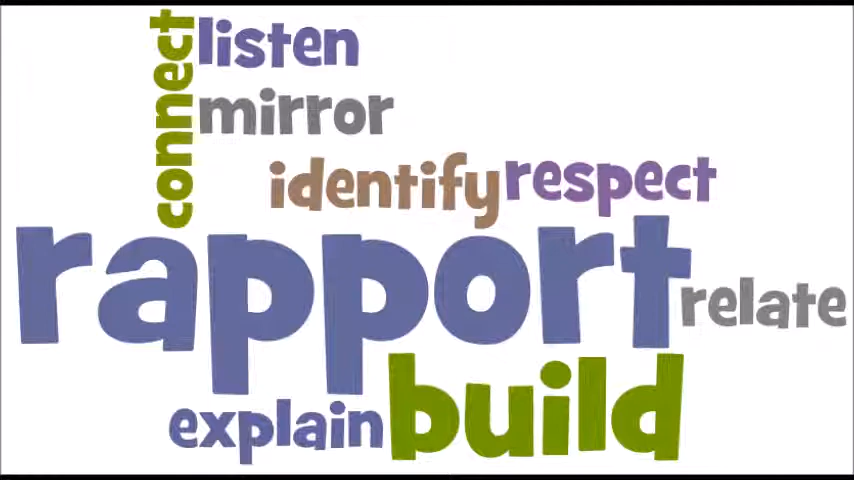 connect
listen
mirror
identify
respect
rapport
relate
build
explain